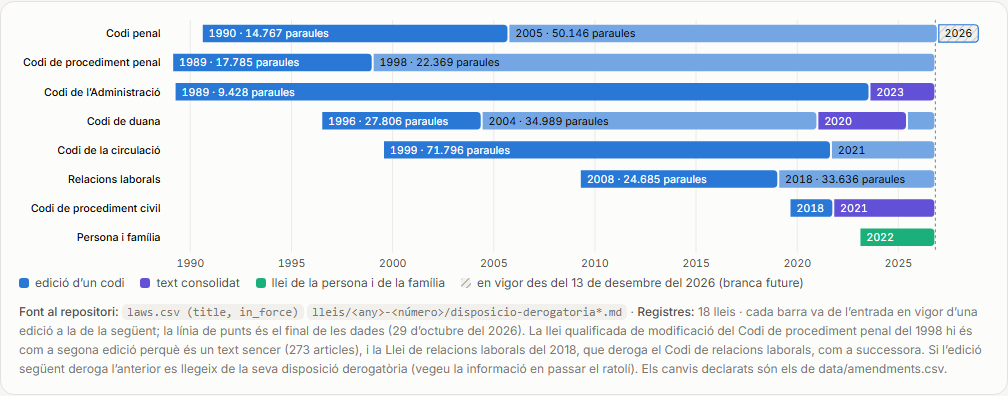 Codi penal 1990 · 14.767 paraules 2005 · 50.146 paraules 2026
Codi de procediment penal 1989 · 17.785 paraules 1998 · 22.369 paraules
Codi de l'Administració 1989 · 9.428 paraules 2023
Codi de duana 1996 · 27.806 paraules 2004 · 34.989 paraules 2020
Codi de la circulació 1999 · 71.796 paraules 2021
Relacions laborals 2008 · 24.685 paraules 2018 · 33.636 paraules
Codi de procediment civil 2018 2021
Persona i família 2022
1990 1995 2000 2005 2010 2015 2020 2025
edició d'un codi text consolidat llei de la persona i de la família en vigor des del 13 de desembre del 2026 (branca future)
Font al repositori: laws.csv (title, in_force) lleis/<any>-<número>/disposicio-derogatoria*.md · Registres: 18 lleis · cada barra va de l'entrada en vigor d'una
edició a la de la següent; la línia de punts és el final de les dades (29 d'octubre del 2026). La llei qualificada de modificació del Codi de procediment penal del 1998 hi és
com a segona edició perquè és un text sencer (273 articles), i la Llei de relacions laborals del 2018, que deroga el Codi de relacions laborals, com a successora. Si l'edició
següent deroga l'anterior es llegeix de la seva disposició derogatòria (vegeu la informació en passar el ratolí). Els canvis declarats són els de data/amendments.csv.